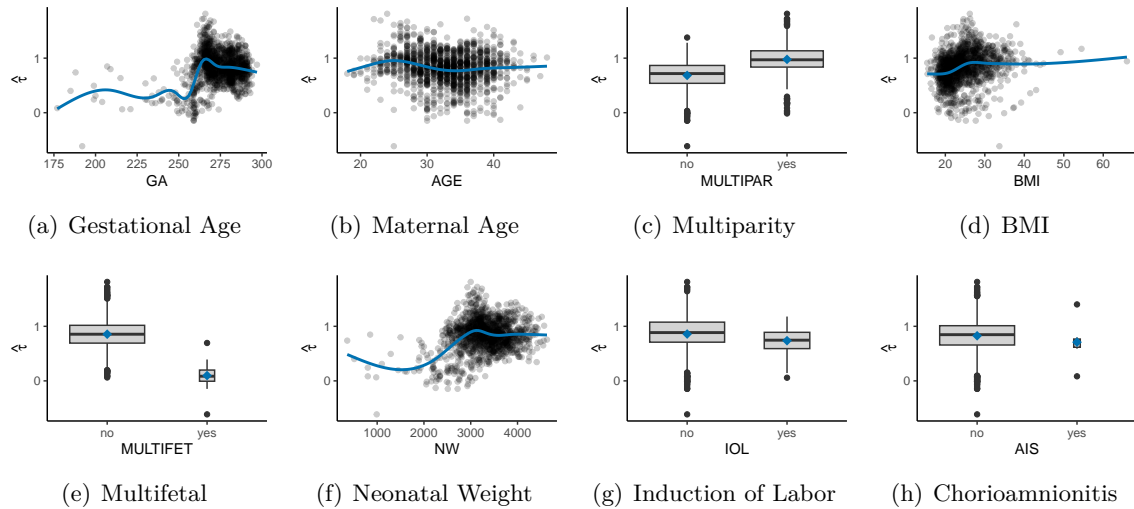 1
0
τ̂
175 200 225 250 275 300
GA
(a) Gestational Age
1
0
τ̂
20 30 40
AGE
(b) Maternal Age
1
0
τ̂
no yes
MULTIPAR
(c) Multiparity
1
0
τ̂
20 30 40 50 60
BMI
(d) BMI
1
0
τ̂
no yes
MULTIFET
(e) Multifetal
1
0
τ̂
1000 2000 3000 4000
NW
(f) Neonatal Weight
1
0
τ̂
no yes
IOL
(g) Induction of Labor
1
0
τ̂
no yes
AIS
(h) Chorioamnionitis